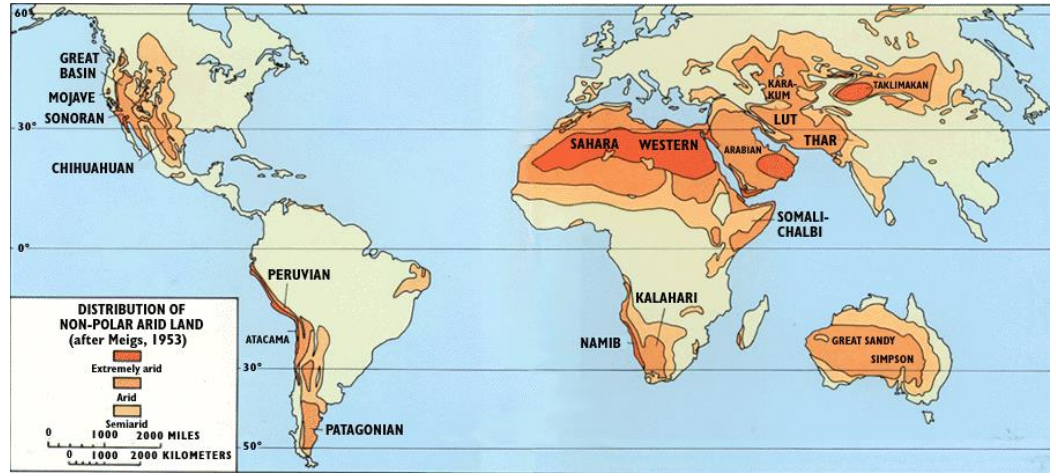 60°
GREAT
BASIN
MOJAVE
SONORAN
30°
CHIHUAHUAN
0°
PERUVIAN
ATACAMA
30°
PATAGONIAN
50°
KARA-
KUM
TAKLIMAKAN
LUT
THAR
SAHARA WESTERN
ARABIAN
SOMALI-
CHALBI
KALAHARI
NAMIB
GREAT SANDY
SIMPSON
DISTRIBUTION OF
NON-POLAR ARID LAND
(after Meigs, 1953)
Extremely arid
Arid
Semiarid
0 1000 2000 MILES
0 1000 2000 KILOMETERS